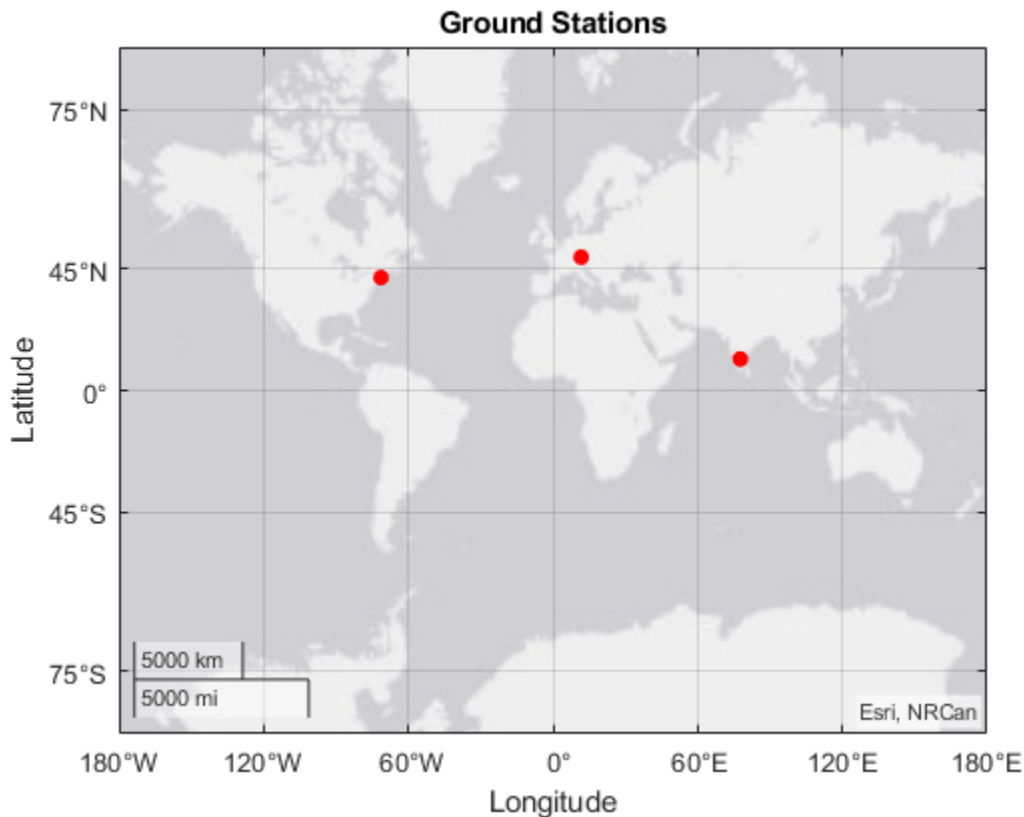 Ground Stations
75°N
45°N
0°
45°S
75°S
Latitude
5000 km
5000 mi
Esri, NRCan
180°W 120°W 60°W 0° 60°E 120°E 180°E
Longitude